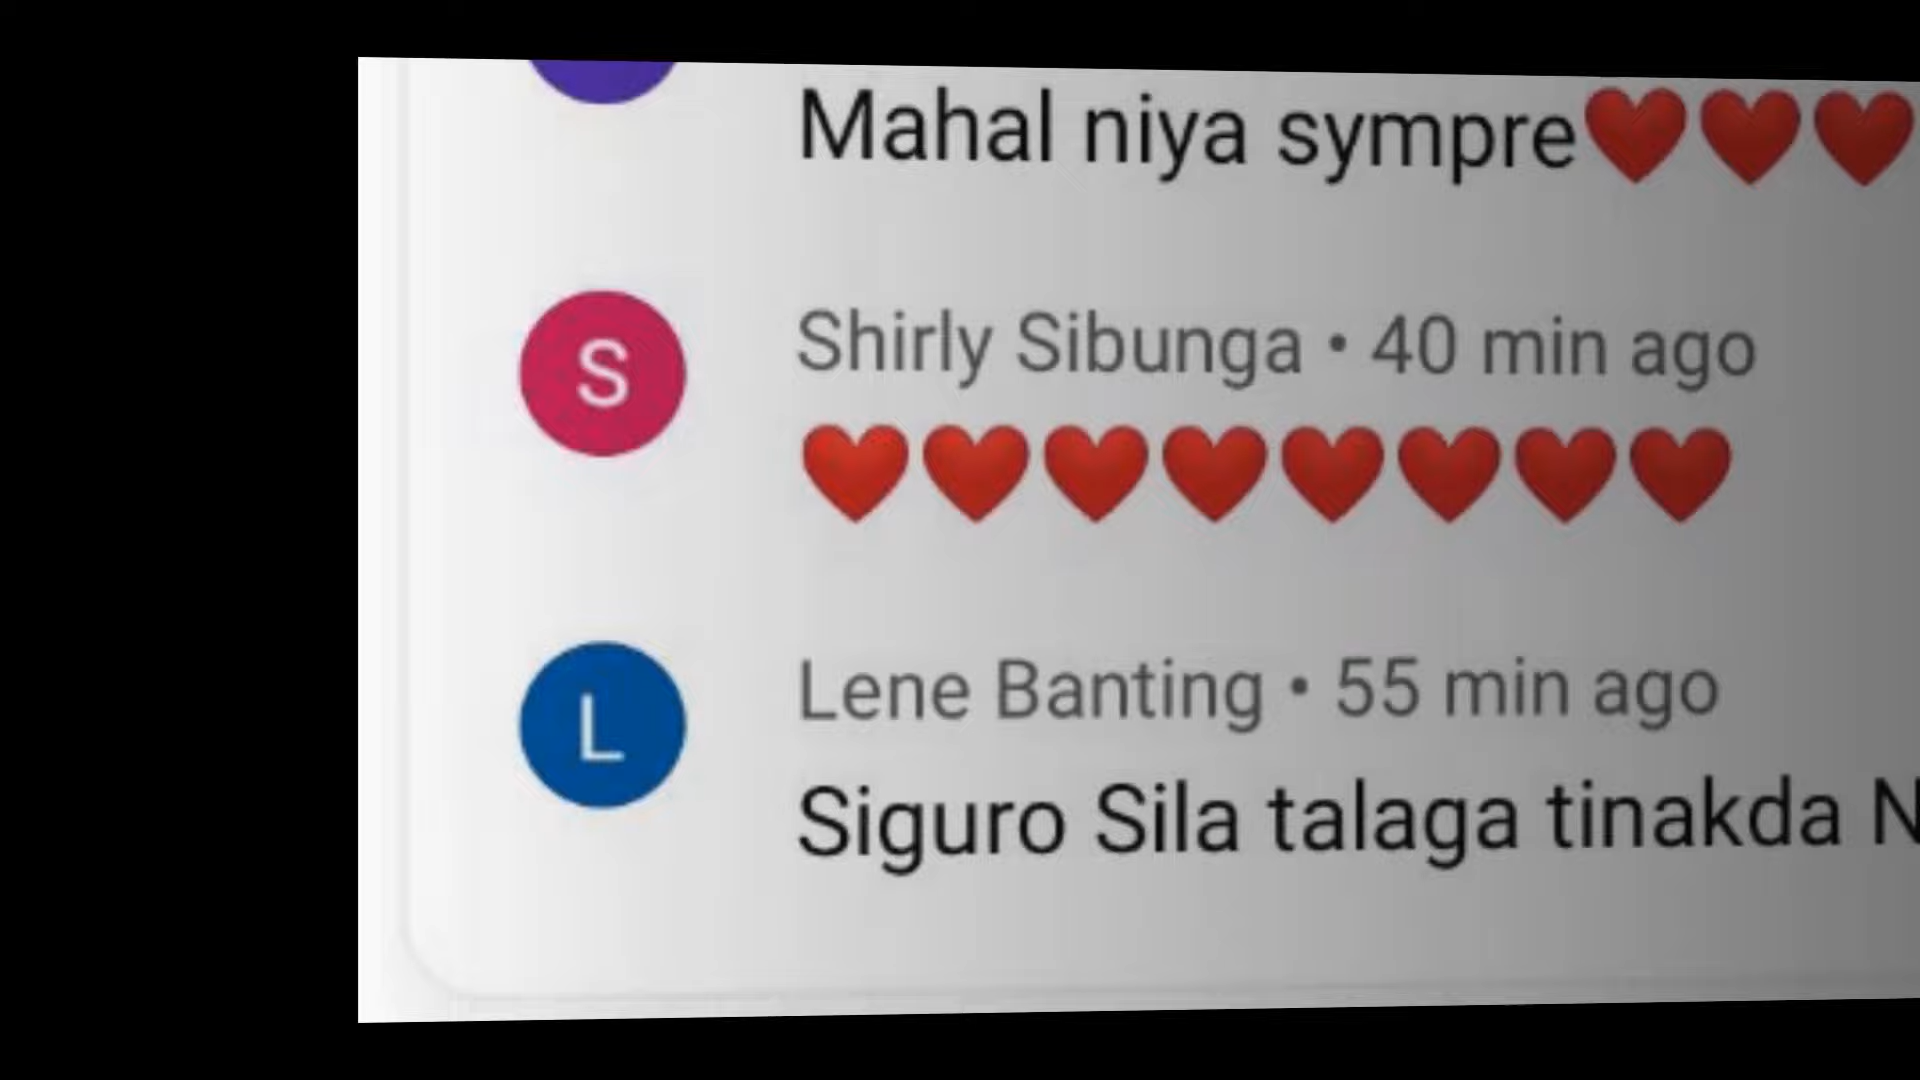 Mahal niya sympre❤️❤️❤️
S
Shirly Sibunga • 40 min ago
❤️❤️❤️❤️❤️❤️❤️❤️
L
Lene Banting • 55 min ago
Siguro Sila talaga tinakda